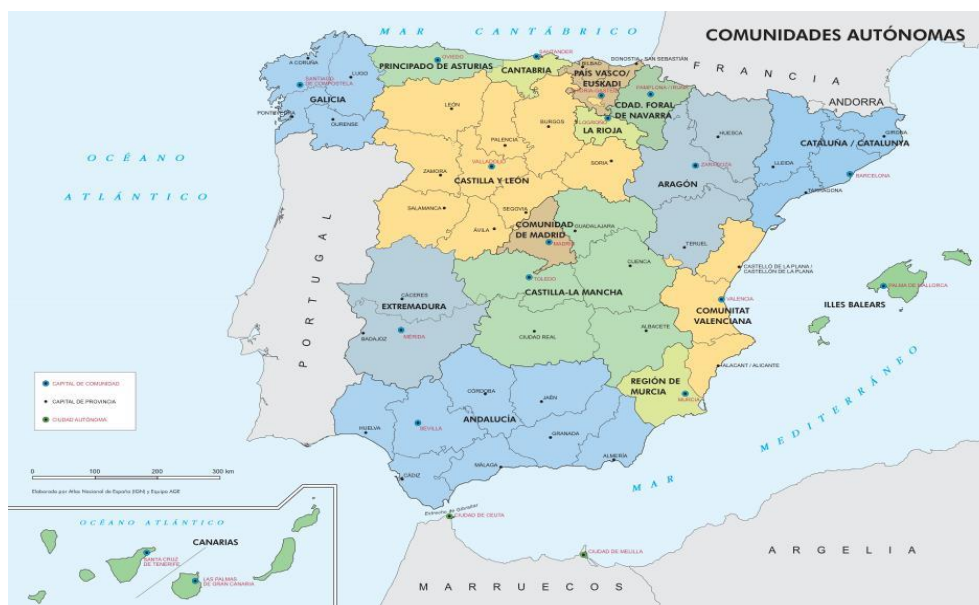 COMUNIDADES AUTÓNOMAS
MAR CANTÁBRICO
FRANCIA
ANDORRA
OCÉANO
ATLÁNTICO
PORTUGAL
A CORUÑA
LUGO
SANTIAGO
DE COMPOSTELA
GALICIA
PONTEVEDRA
OURENSE
OVIEDO
PRINCIPADO DE ASTURIAS
SANTANDER
CANTABRIA
BILBAO
DONOSTIA - SAN SEBASTIÁN
PAÍS VASCO/
EUSKADI
VITORIA-GASTEIZ
PAMPLONA / IRUÑA
CDAD. FORAL
DE NAVARRA
LOGROÑO
LA RIOJA
LEÓN
BURGOS
PALENCIA
VALLADOLID
ZAMORA
SORIA
CASTILLA Y LEÓN
SALAMANCA
SEGOVIA
ÁVILA
HUESCA
ZARAGOZA
ARAGÓN
TERUEL
CATALUÑA / CATALUNYA
GIRONA
LLEIDA
BARCELONA
TARRAGONA
COMUNIDAD
DE MADRID
MADRID
GUADALAJARA
CUENCA
TOLEDO
CASTILLA-LA MANCHA
CIUDAD REAL
ALBACETE
CASTELLÓ DE LA PLANA /
CASTELLÓN DE LA PLANA
VALENCIA
COMUNITAT
VALENCIANA
ALACANT / ALICANTE
PALMA DE MALLORCA
ILLES BALEARS
CÁCERES
EXTREMADURA
BADAJOZ
MÉRIDA
REGIÓN DE
MURCIA
MURCIA
CÓRDOBA
JAÉN
ANDALUCÍA
HUELVA
SEVILLA
GRANADA
ALMERÍA
MÁLAGA
CÁDIZ
MAR MEDITERRÁNEO
Estrecho de Gibraltar
CIUDAD DE CEUTA
CIUDAD DE MELILLA
MARRUECOS
ARGELIA
CAPITAL DE COMUNIDAD
CAPITAL DE PROVINCIA
CIUDAD AUTÓNOMA
0 100 200 300 km
Elaborado por Atlas Nacional de España (IGN) y Equipo AGE
OCÉANO ATLÁNTICO
CANARIAS
SANTA CRUZ
DE TENERIFE
LAS PALMAS
DE GRAN CANARIA